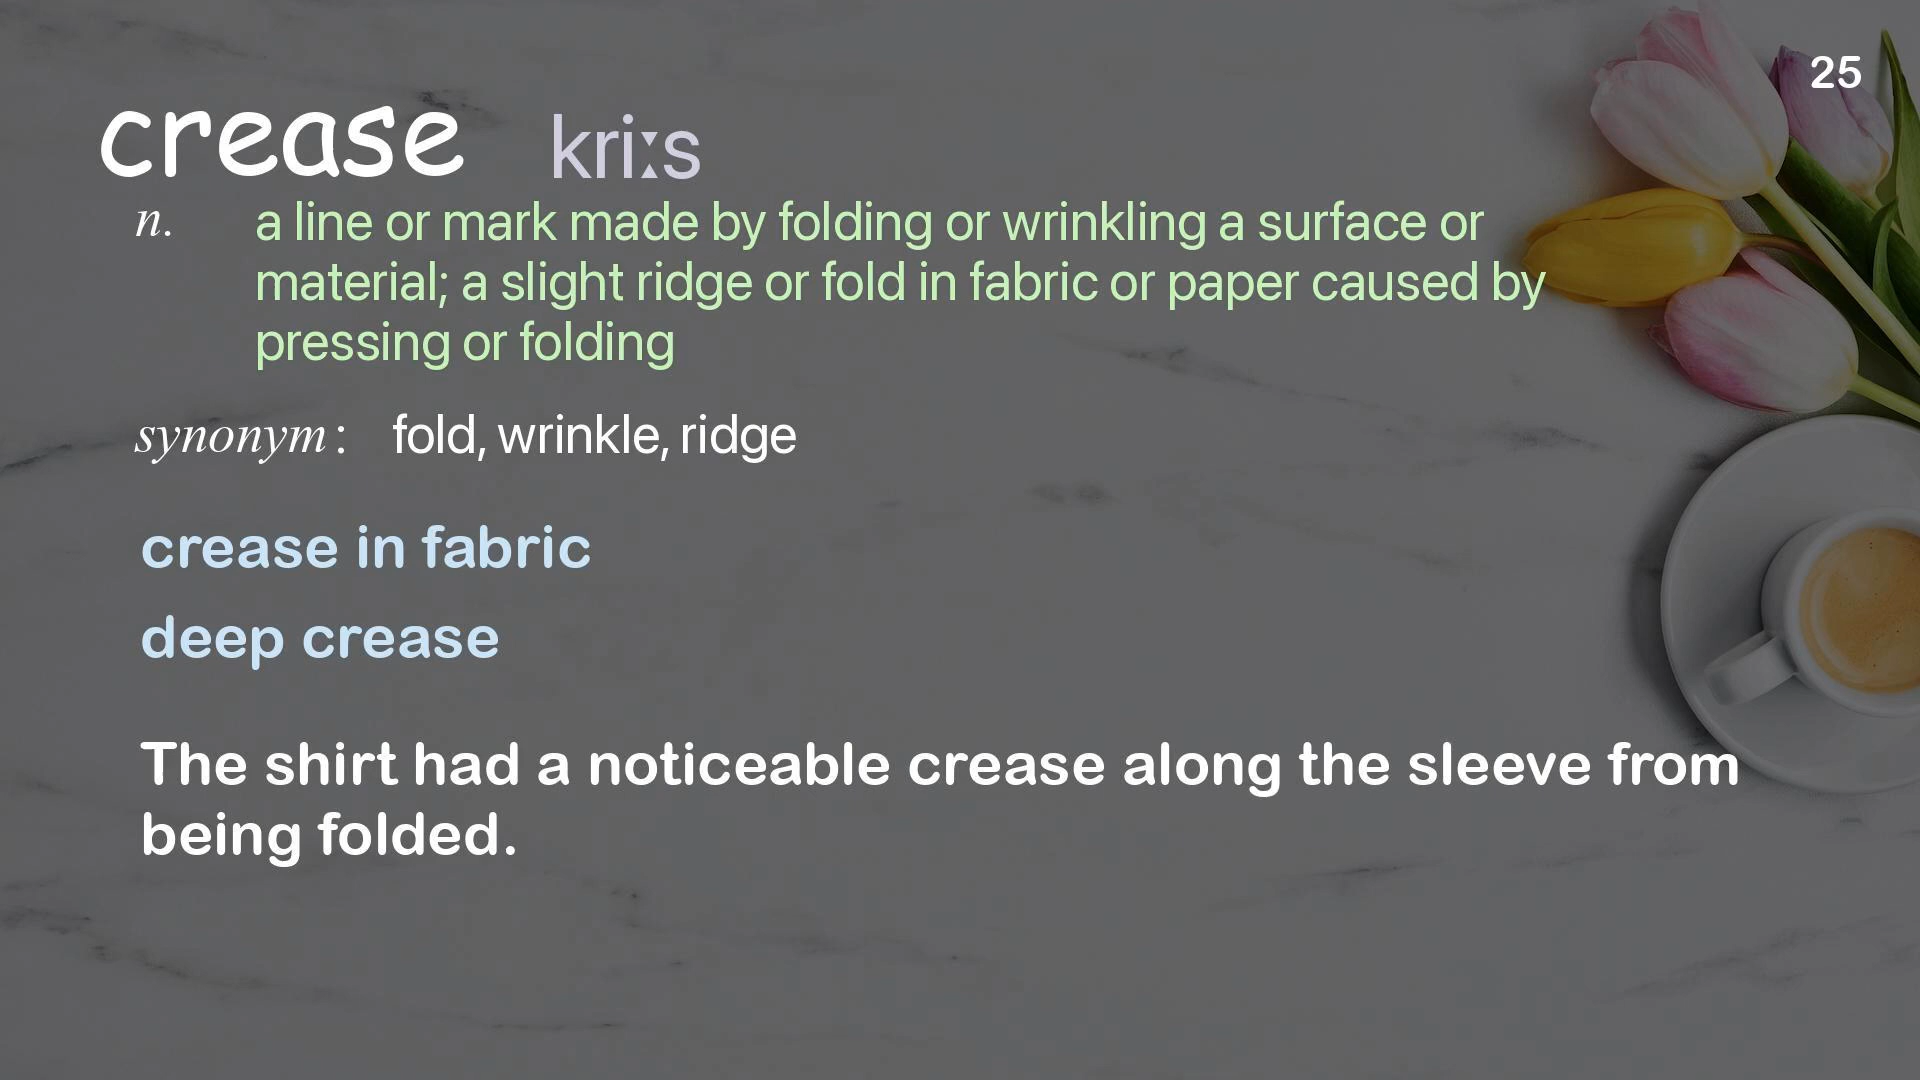 25
crease kriːs
n. a line or mark made by folding or wrinkling a surface or
material; a slight ridge or fold in fabric or paper caused by
pressing or folding
synonym: fold, wrinkle, ridge
crease in fabric
deep crease
The shirt had a noticeable crease along the sleeve from
being folded.